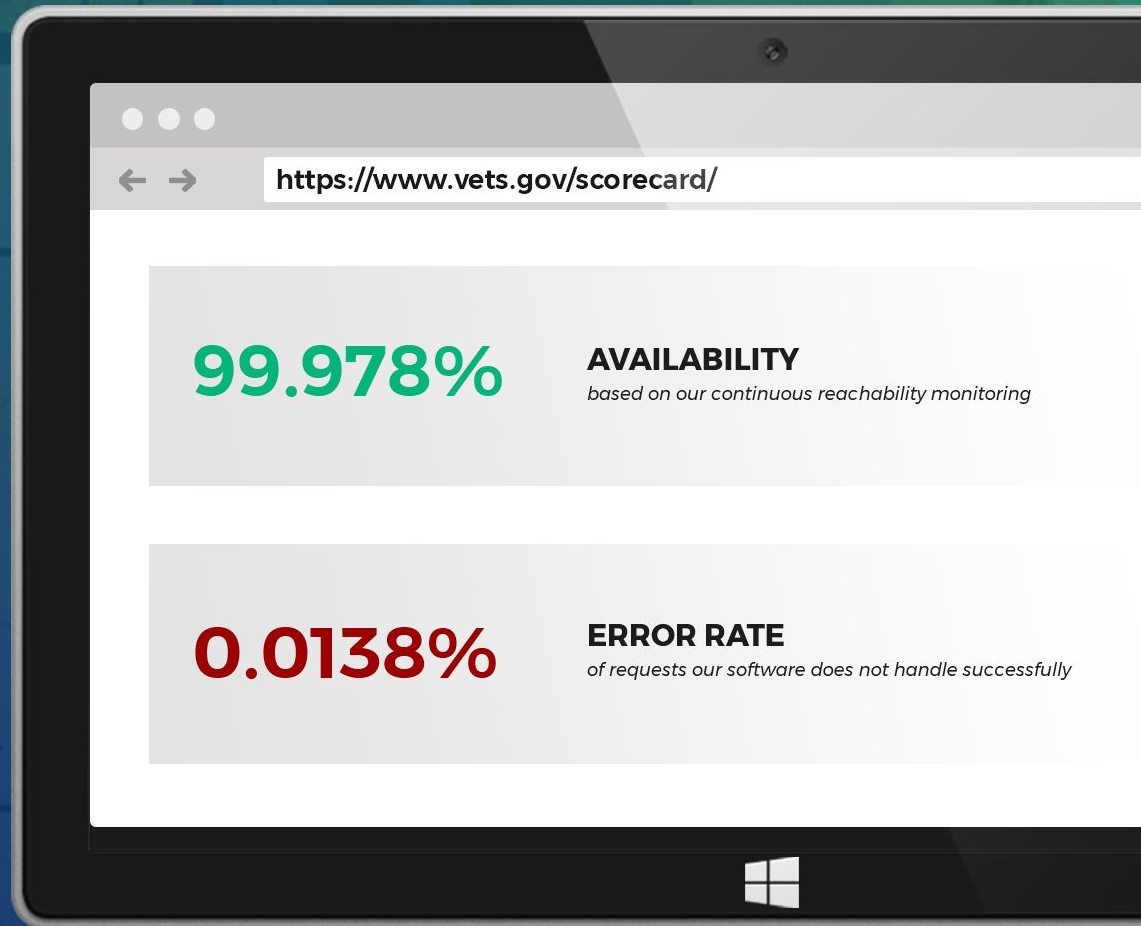 https://www.vets.gov/scorecard/
99.978%
AVAILABILITY
based on our continuous reachability monitoring
0.0138%
ERROR RATE
of requests our software does not handle successfully